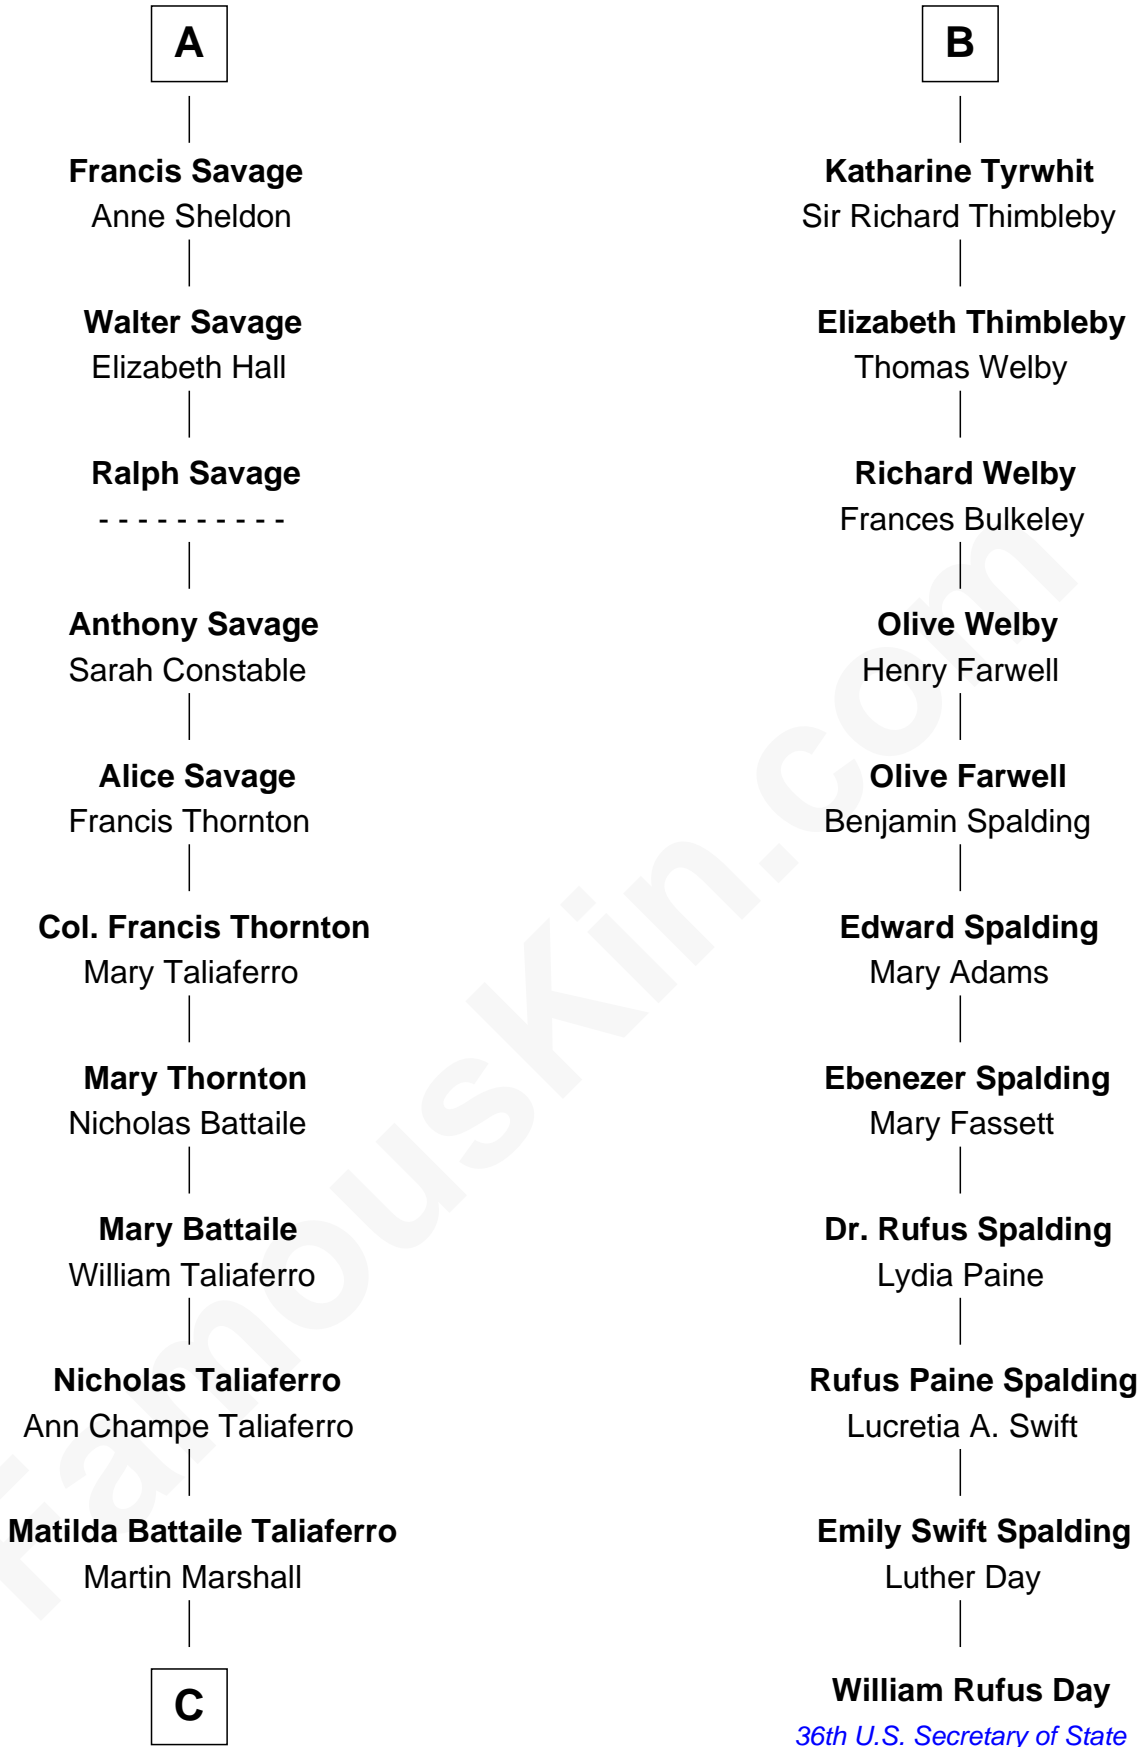 A
Francis Savage
Anne Sheldon
Walter Savage
Elizabeth Hall
Ralph Savage
- - - - - - - - - -
Anthony Savage
Sarah Constable
Alice Savage
Francis Thornton
Col. Francis Thornton
Mary Taliaferro
Mary Thornton
Nicholas Battaile
Mary Battaile
William Taliaferro
Nicholas Taliaferro
Ann Champe Taliaferro
Matilda Battaile Taliaferro
Martin Marshall
C
B
Katharine Tyrwhit
Sir Richard Thimbleby
Elizabeth Thimbleby
Thomas Welby
Richard Welby
Frances Bulkeley
Olive Welby
Henry Farwell
Olive Farwell
Benjamin Spalding
Edward Spalding
Mary Adams
Ebenezer Spalding
Mary Fassett
Dr. Rufus Spalding
Lydia Paine
Rufus Paine Spalding
Lucretia A. Swift
Emily Swift Spalding
Luther Day
William Rufus Day
36th U.S. Secretary of State
FamousKin.com